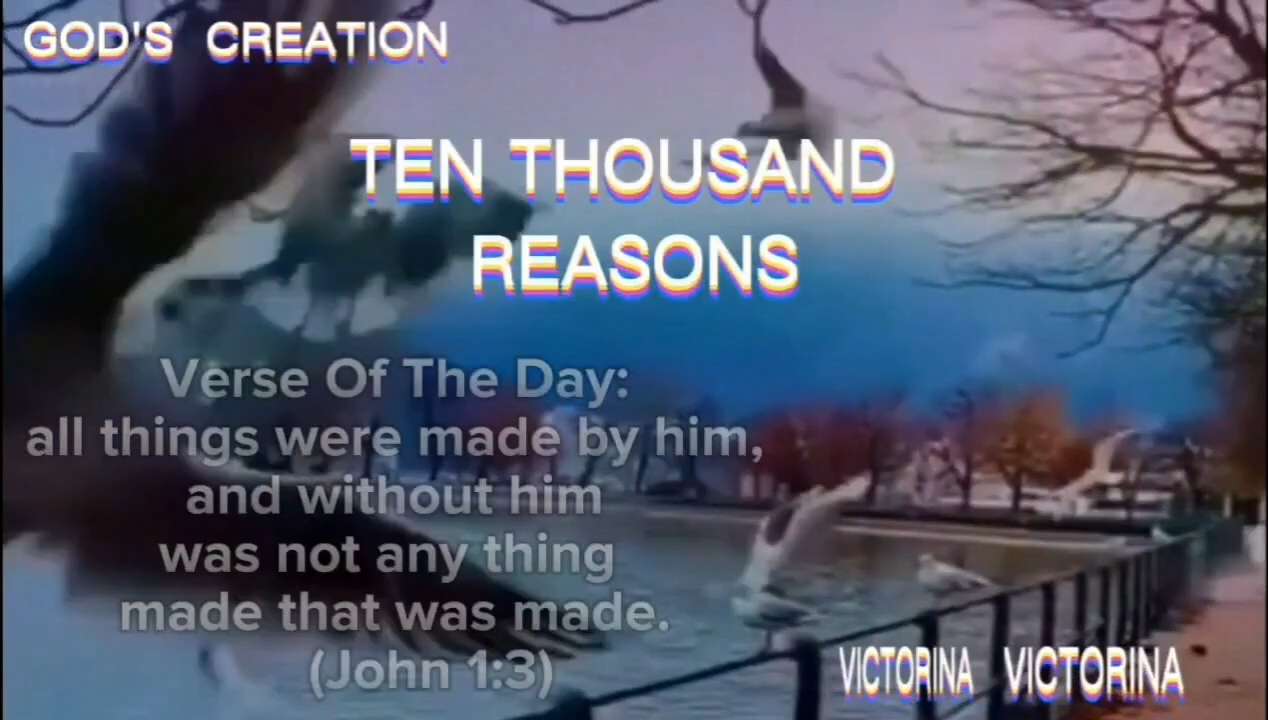 GOD'S CREATION
TEN THOUSAND
REASONS
Verse Of The Day:
all things were made by him,
and without him
was not any thing
made that was made.
(John 1:3)
VICTORINA VICTORINA